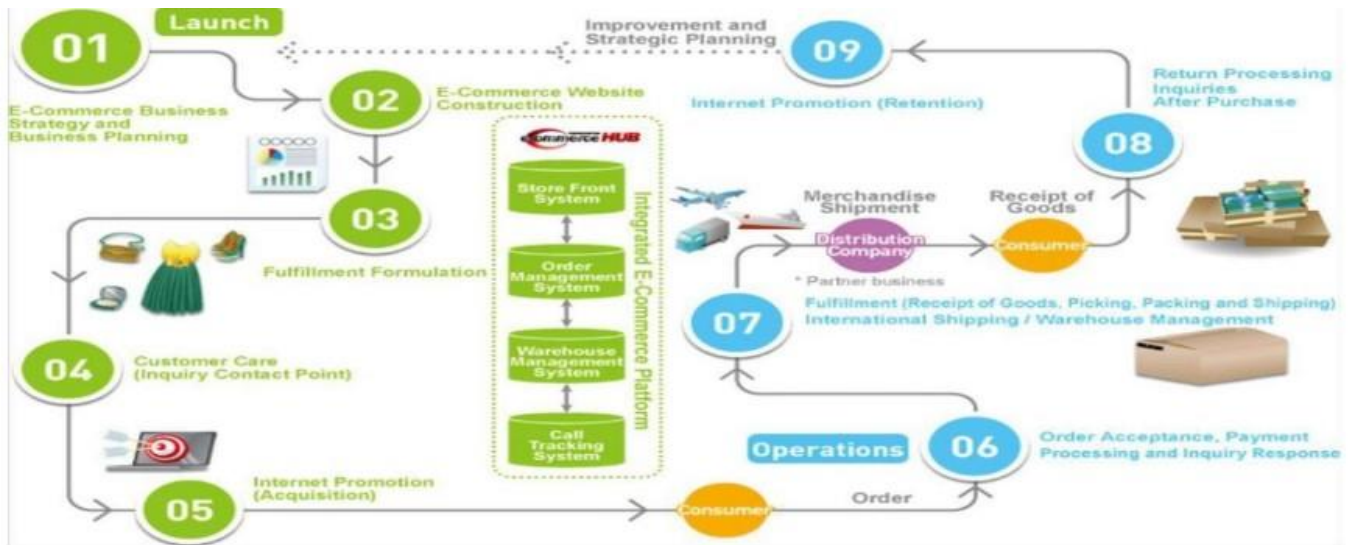 01
Launch
E-Commerce Business
Strategy and
Business Planning
02
E-Commerce Website
Construction
03
Fulfillment Formulation
04
Customer Care
(Inquiry Contact Point)
05
Internet Promotion
(Acquisition)
ecommerce HUB
Store Front
System
Order
Management
System
Warehouse
Management
System
Call
Tracking
System
Integrated E-Commerce Platform
Consumer
Order
Operations
06
Order Acceptance, Payment
Processing and Inquiry Response
07
Fulfillment (Receipt of Goods, Picking, Packing and Shipping)
International Shipping / Warehouse Management
Merchandise
Shipment
Distribution
Company
* Partner business
Receipt of
Goods
Consumer
08
Return Processing
Inquiries
After Purchase
09
Internet Promotion (Retention)
Improvement and
Strategic Planning